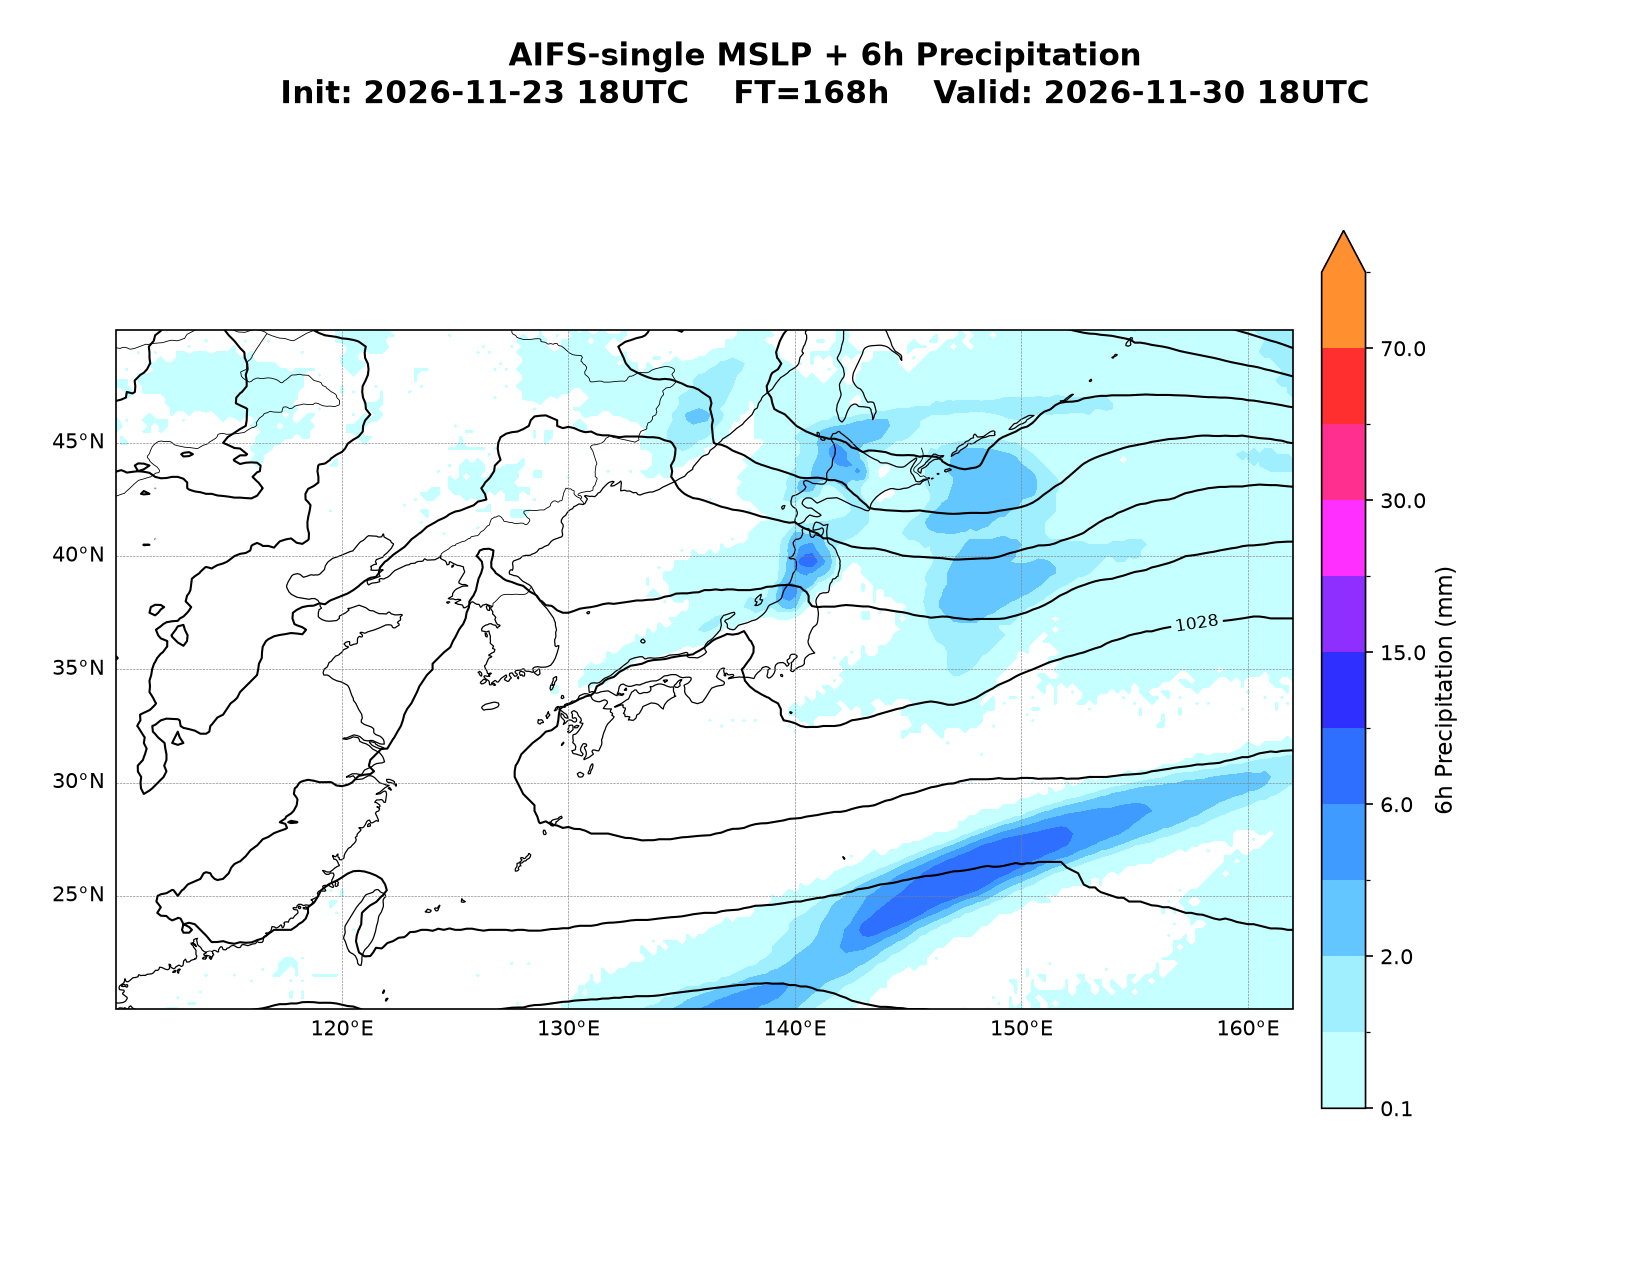 AIFS-single MSLP + 6h Precipitation
Init: 2026-11-23 18UTC    FT=168h    Valid: 2026-11-30 18UTC
70.0
30.0
15.0
6.0
2.0
0.1
6h Precipitation (mm)
45°N
40°N
35°N
30°N
25°N
1028
120°E
130°E
140°E
150°E
160°E